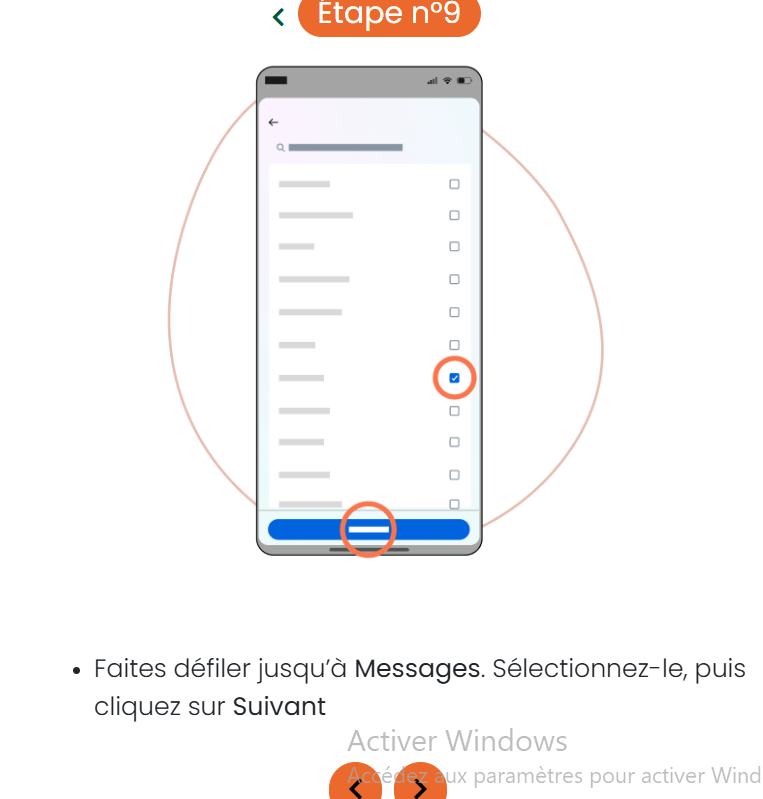 Étape n°9
Faites défiler jusqu’à Messages. Sélectionnez-le, puis
cliquez sur Suivant
Activer Windows
Accédez aux paramètres pour activer Wind